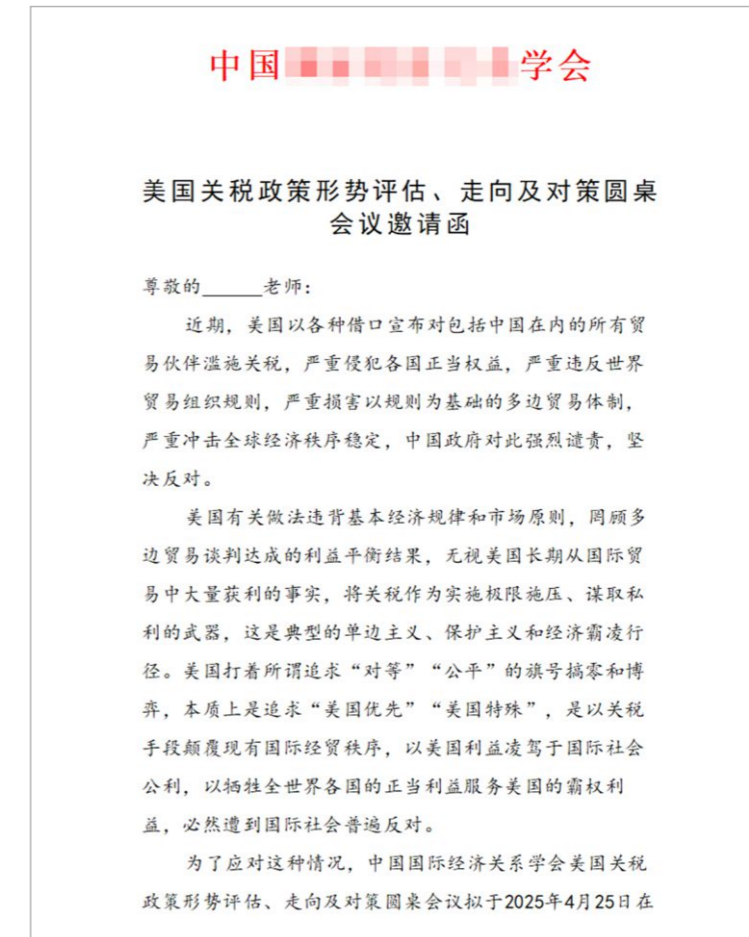 中国 学会
美国关税政策形势评估、走向及对策圆桌
会议邀请函
尊敬的______老师：
近期，美国以各种借口宣布对包括中国在内的所有贸
易伙伴滥施关税，严重侵犯各国正当权益，严重违反世界
贸易组织规则，严重损害以规则为基础的多边贸易体制，
严重冲击全球经济秩序稳定，中国政府对此强烈谴责，坚
决反对。
美国有关做法违背基本经济规律和市场原则，罔顾多
边贸易谈判达成的利益平衡结果，无视美国长期从国际贸
易中大量获利的事实，将关税作为实施极限施压、谋取私
利的武器，这是典型的单边主义、保护主义和经济霸凌行
径。美国打着所谓追求“对等”“公平”的旗号搞零和博
弈，本质上是追求“美国优先”“美国特殊”，是以关税
手段颠覆现有国际经贸秩序，以美国利益凌驾于国际社会
公利，以牺牲全世界各国的正当利益服务美国的霸权利
益，必然遭到国际社会普遍反对。
为了应对这种情况，中国国际经济关系学会美国关税
政策形势评估、走向及对策圆桌会议拟于2025年4月25日在